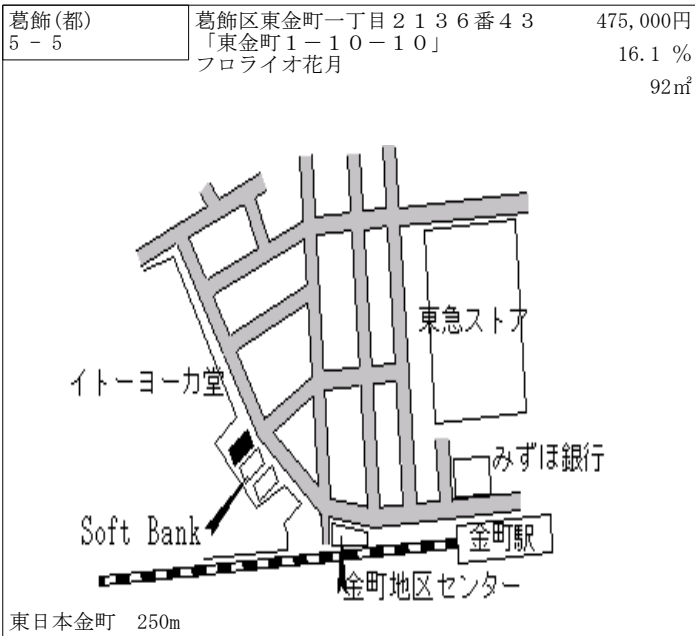 葛飾(都)
5 - 5
葛飾区東金町一丁目２１３６番４３
「東金町１－１０－１０」
フロライオ花月
475,000円
16.1 %
92㎡
東急ストア
イトーヨーカ堂
みずほ銀行
Soft Bank
金町駅
金町地区センター
東日本金町 250m